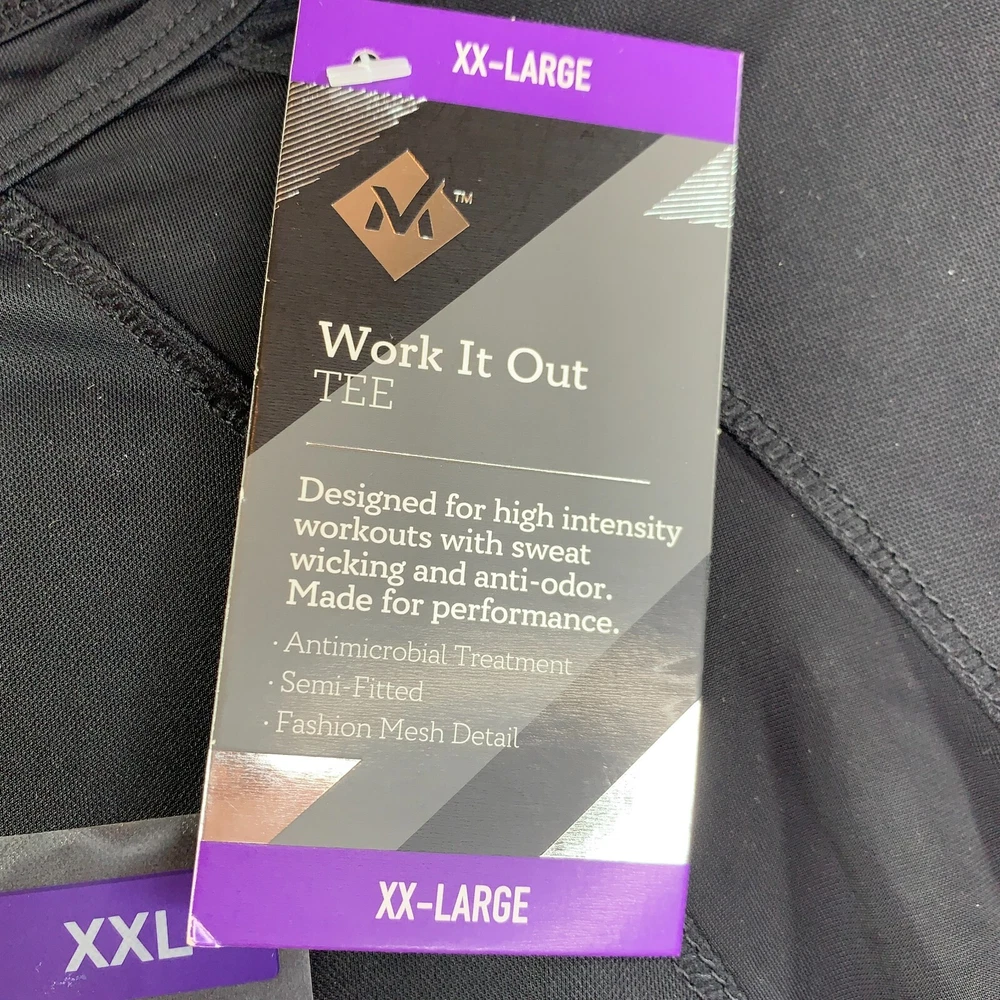 XX-LARGE
M™
Work It Out
TEE
Designed for high intensity
workouts with sweat
wicking and anti-odor.
Made for performance.
· Antimicrobial Treatment
· Semi-Fitted
· Fashion Mesh Detail
XX-LARGE
XXL